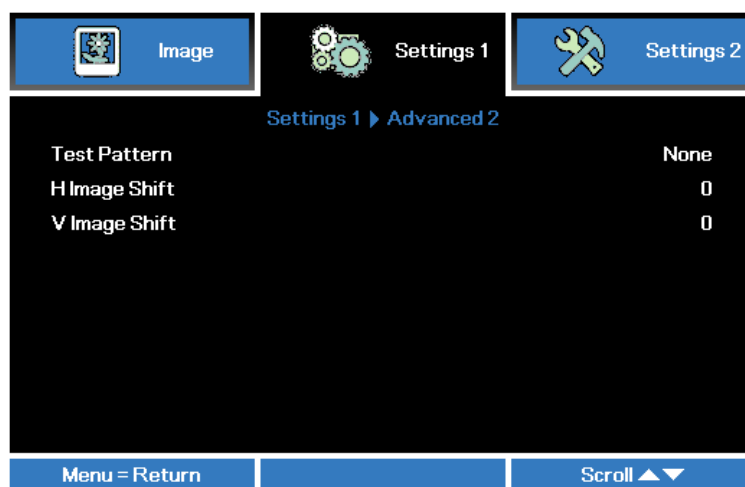 Image
Settings 1
Settings 2
Settings 1 ▶ Advanced 2
Test Pattern None
H Image Shift 0
V Image Shift 0
Menu = Return
Scroll ▲▼